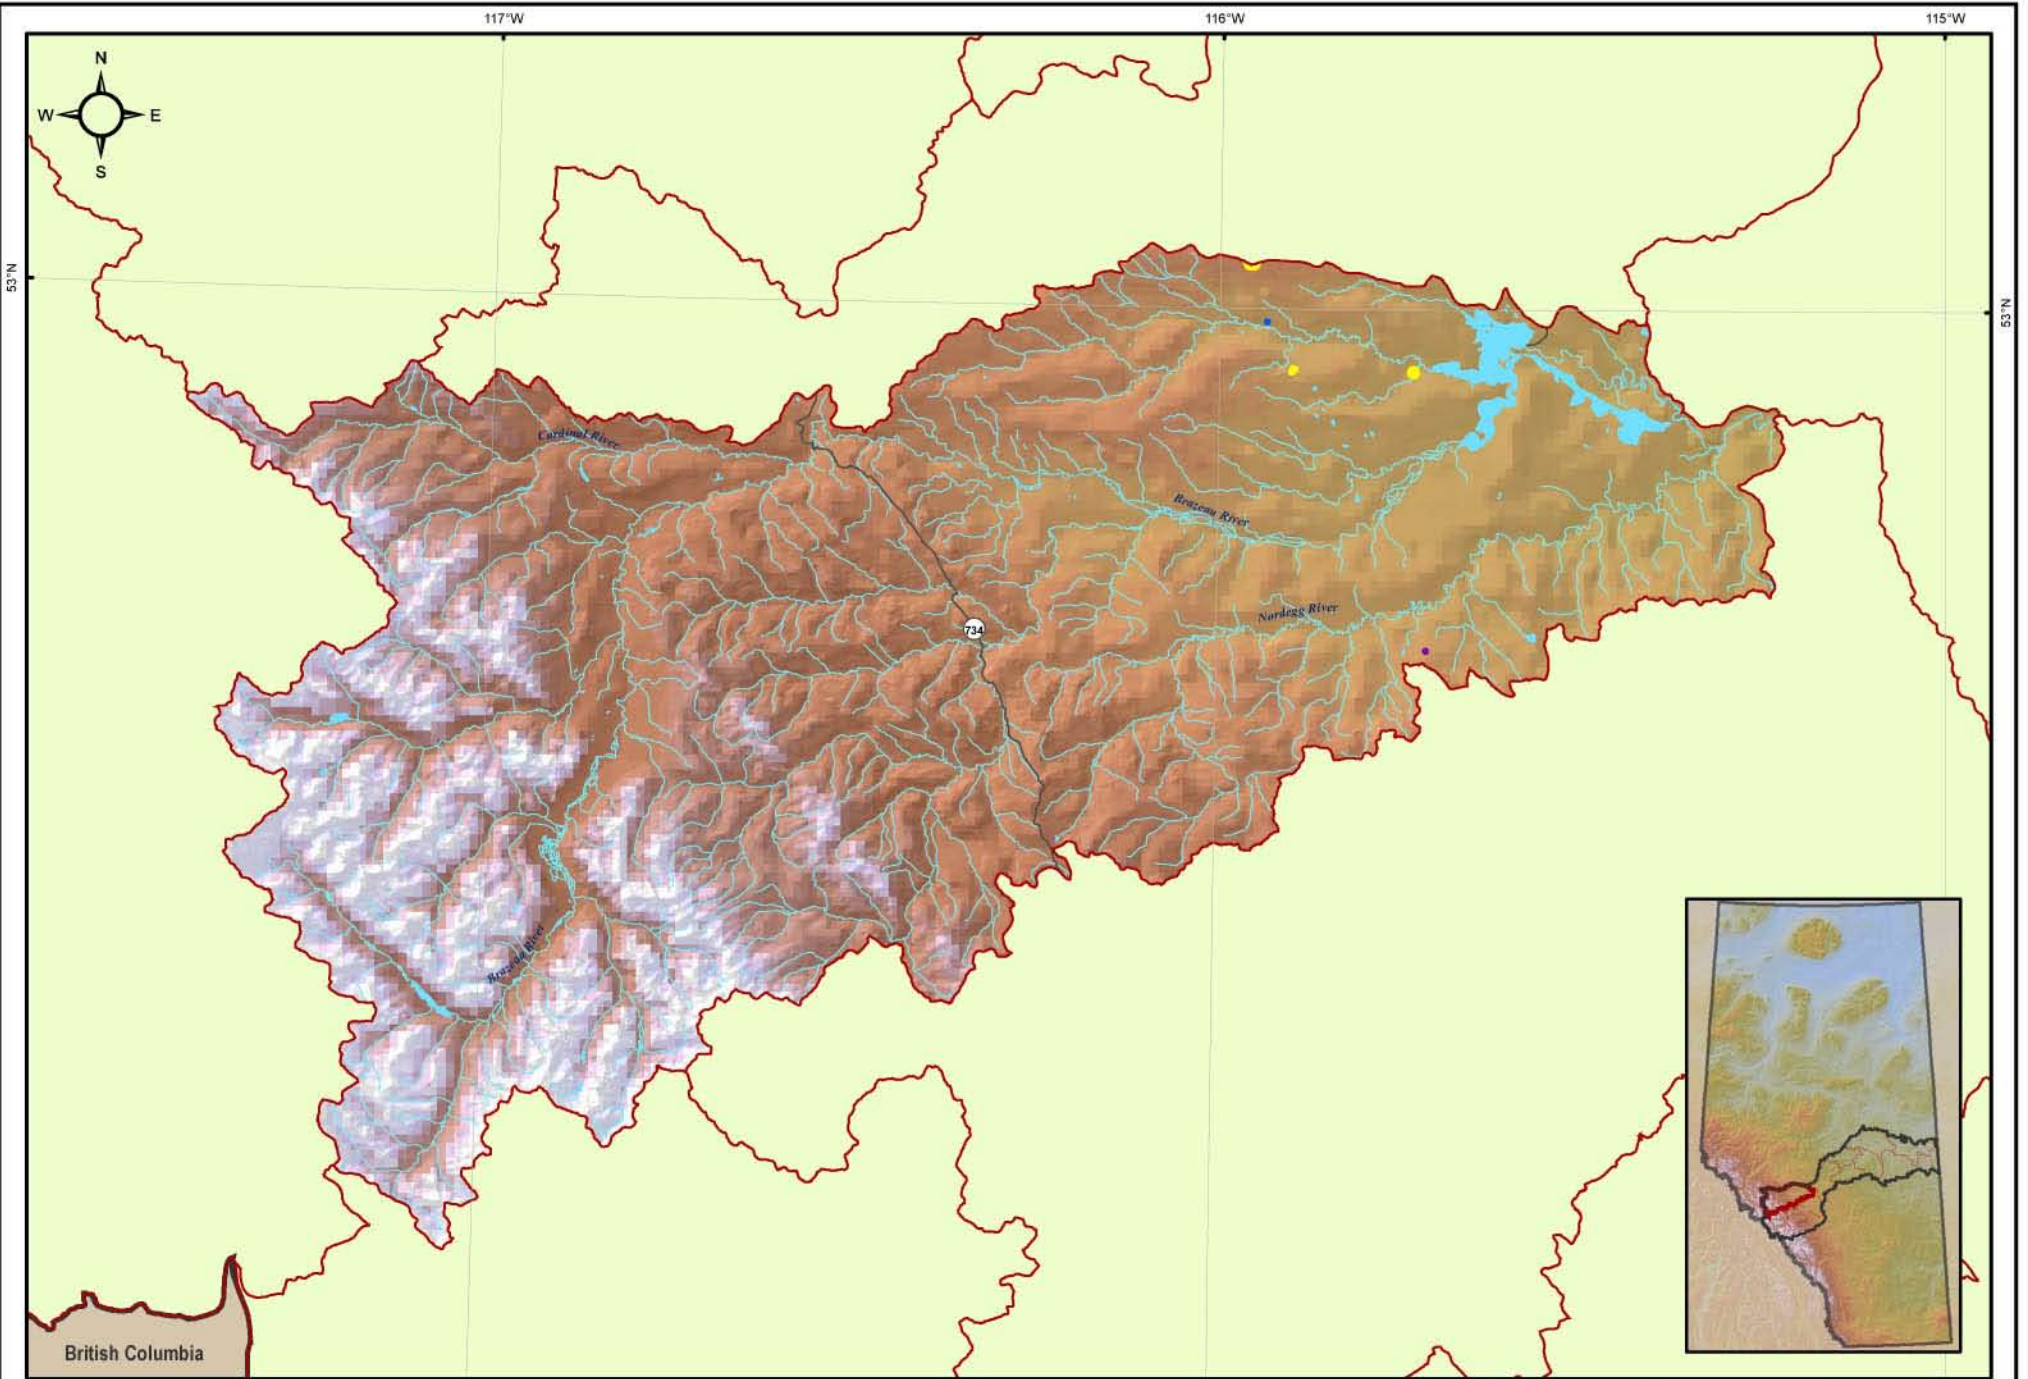 117°W
116°W
115°W
N
W E
S
53°N
53°N
Cardinal River
Brazeau River
Nordegg River
734
Brazeau River
British Columbia